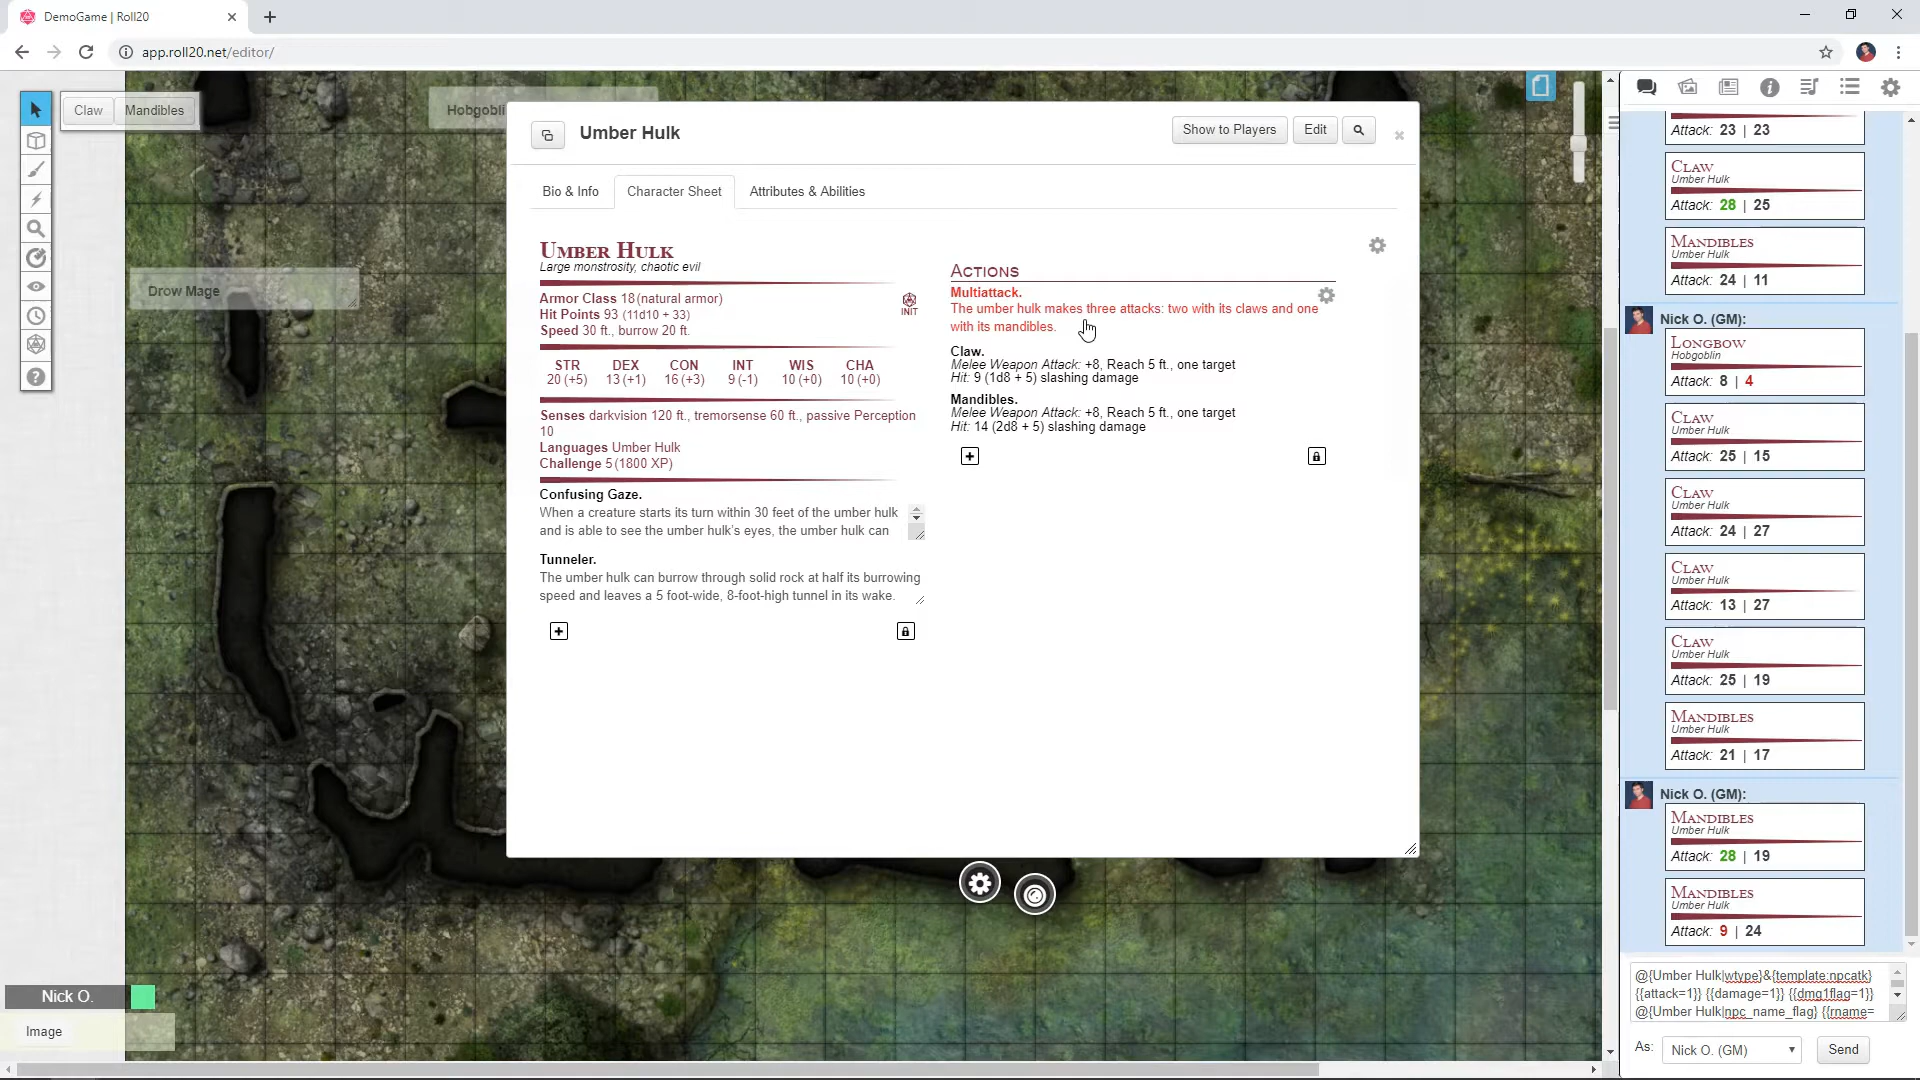 DemoGame | Roll20
app.roll20.net/editor/
Claw
Mandibles
Hobgobli
Drow Mage
Umber Hulk
Show to Players
Edit
Bio & Info
Character Sheet
Attributes & Abilities
Umber Hulk
Large monstrosity, chaotic evil
Armor Class 18 (natural armor)
Hit Points 93 (11d10 + 33)
Speed 30 ft., burrow 20 ft.
INIT
STR DEX CON INT WIS CHA
20 (+5) 13 (+1) 16 (+3) 9 (-1) 10 (+0) 10 (+0)
Senses darkvision 120 ft., tremorsense 60 ft., passive Perception
10
Languages Umber Hulk
Challenge 5 (1800 XP)
Confusing Gaze.
When a creature starts its turn within 30 feet of the umber hulk
and is able to see the umber hulk's eyes, the umber hulk can
Tunneler.
The umber hulk can burrow through solid rock at half its burrowing
speed and leaves a 5 foot-wide, 8-foot-high tunnel in its wake.
Actions
Multiattack.
The umber hulk makes three attacks: two with its claws and one
with its mandibles.
Claw.
Melee Weapon Attack: +8, Reach 5 ft., one target
Hit: 9 (1d8 + 5) slashing damage
Mandibles.
Melee Weapon Attack: +8, Reach 5 ft., one target
Hit: 14 (2d8 + 5) slashing damage
Attack: 23 | 23
Claw
Umber Hulk
Attack: 28 | 25
Mandibles
Umber Hulk
Attack: 24 | 11
Nick O. (GM):
Longbow
Hobgoblin
Attack: 8 | 4
Claw
Umber Hulk
Attack: 25 | 15
Claw
Umber Hulk
Attack: 24 | 27
Claw
Umber Hulk
Attack: 13 | 27
Claw
Umber Hulk
Attack: 25 | 19
Mandibles
Umber Hulk
Attack: 21 | 17
Nick O. (GM):
Mandibles
Umber Hulk
Attack: 28 | 19
Mandibles
Umber Hulk
Attack: 9 | 24
@{Umber Hulk|wtype}&{template:npcatk}
{{attack=1}} {{damage=1}} {{dmg1flag=1}}
@{Umber Hulk|npc_name_flag} {{rname=
As: Nick O. (GM)
Send
Nick O.
Image